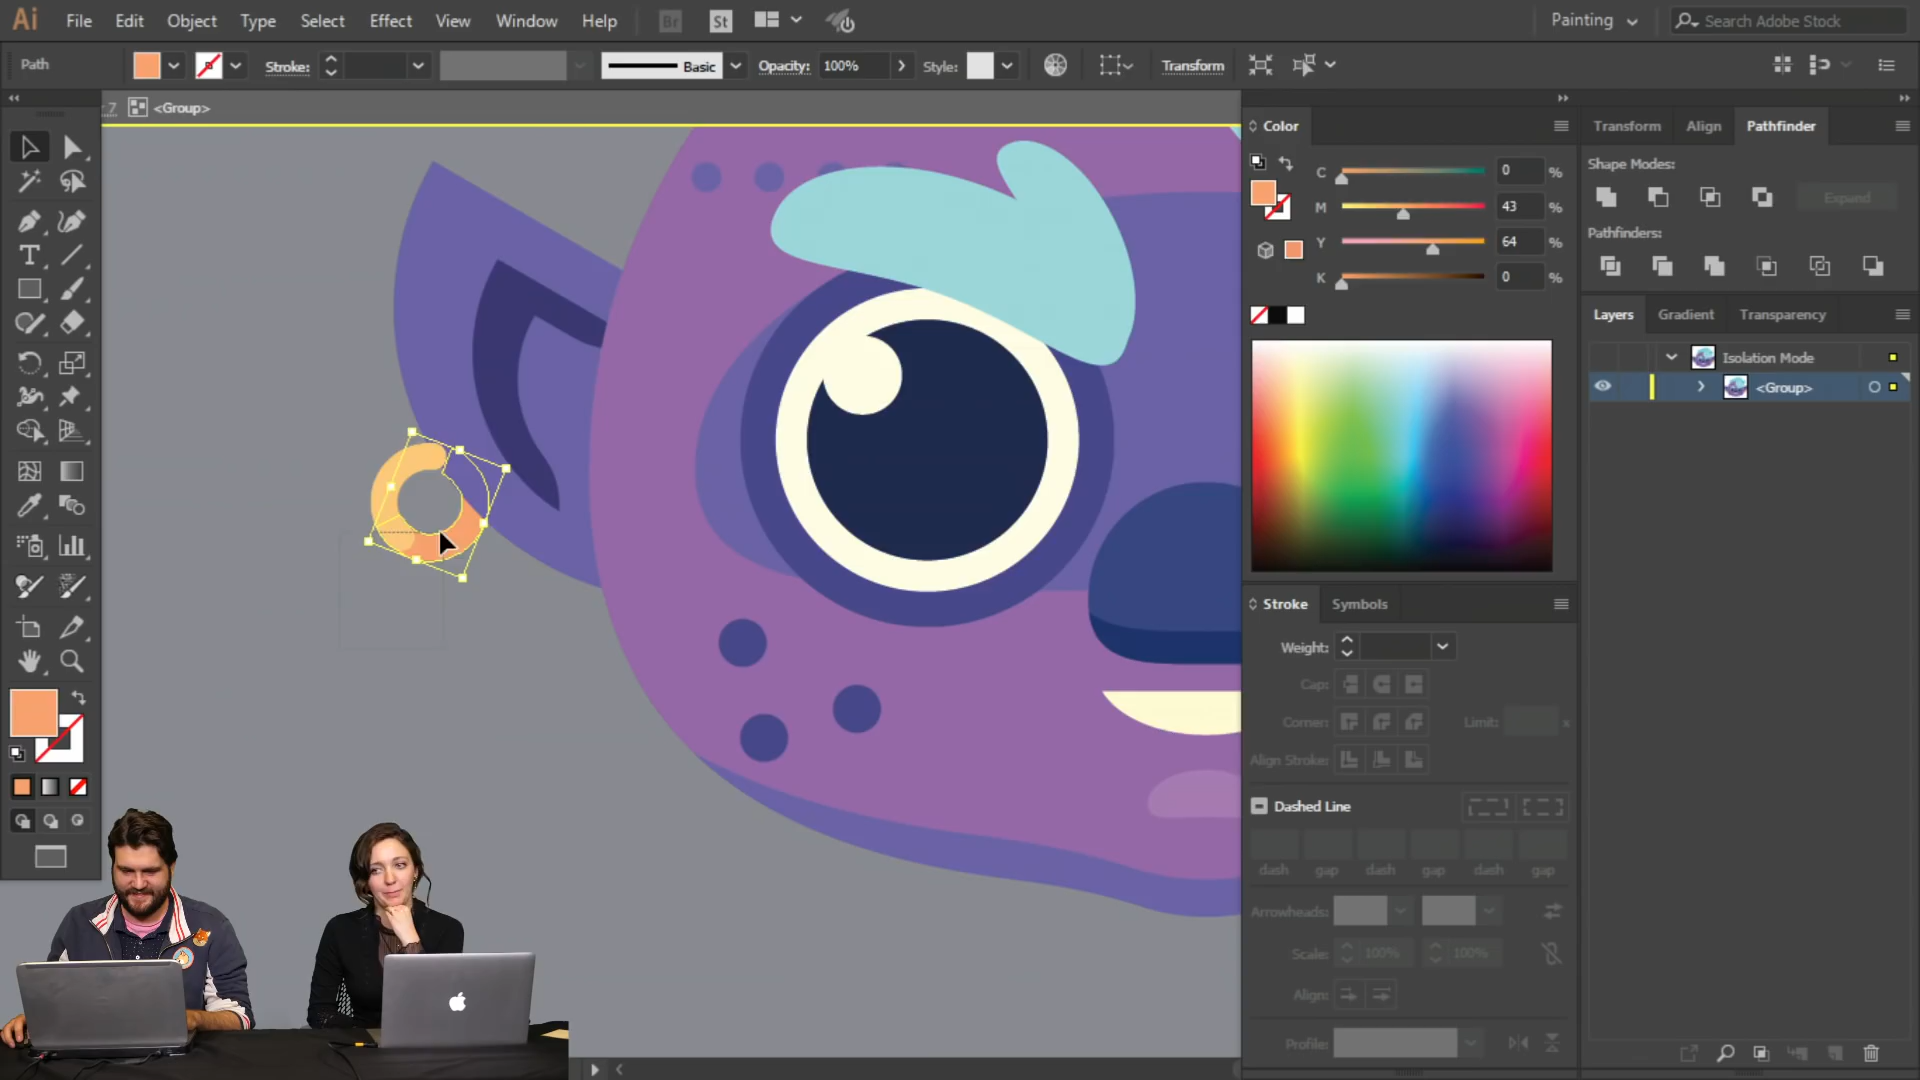 Ai File Edit Object Type Select Effect View Window Help Br St Painting Search Adobe Stock
Path Stroke: Basic Opacity: 100% Style: Transform
7 <Group>
Color
C 0 %
M 43 %
Y 64 %
K 0 %
Transform Align Pathfinder
Shape Modes:
Expand
Pathfinders:
Layers Gradient Transparency
Isolation Mode
<Group>
Stroke Symbols
Weight:
Cap:
Corner: Limit: x
Align Stroke:
Dashed Line
dash gap dash gap dash gap
Arrowheads:
Scale: 100% 100%
Align:
Profile: